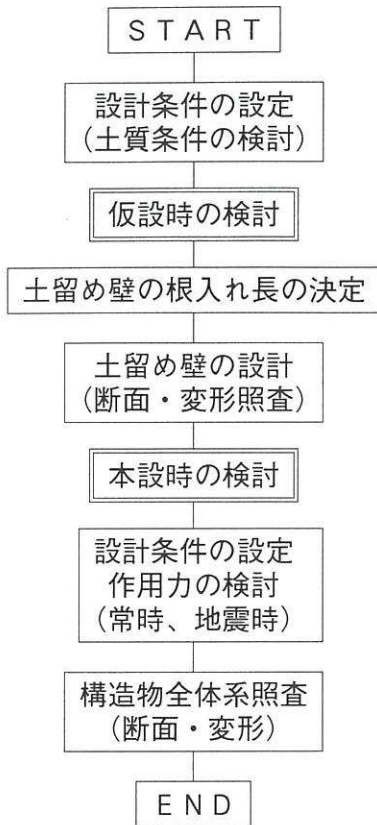 START
設計条件の設定
(土質条件の検討)
仮設時の検討
土留め壁の根入れ長の決定
土留め壁の設計
(断面・変形照査)
本設時の検討
設計条件の設定
作用力の検討
(常時、地震時)
構造物全体系照査
(断面・変形)
END